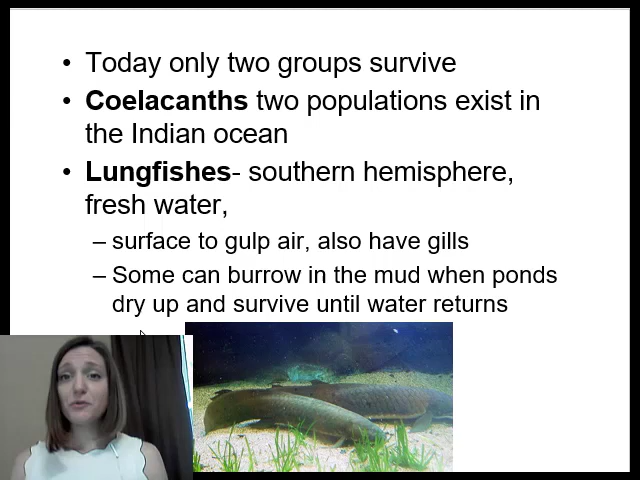 • Today only two groups survive
• Coelacanths two populations exist in
the Indian ocean
• Lungfishes- southern hemisphere,
fresh water,
– surface to gulp air, also have gills
– Some can burrow in the mud when ponds
dry up and survive until water returns